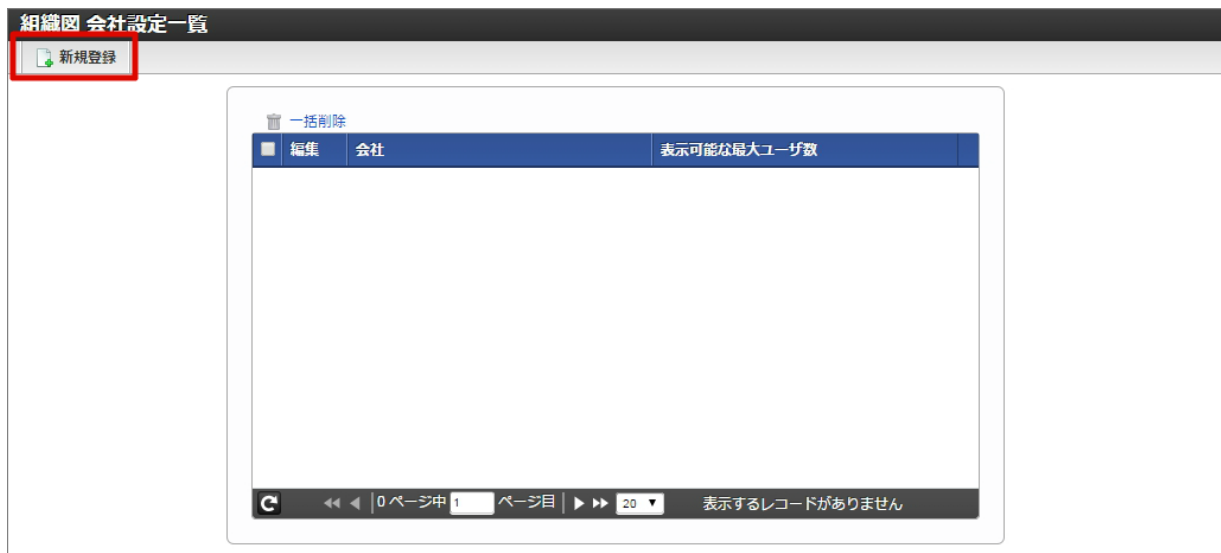 組織図 会社設定一覧
新規登録
一括削除
編集 会社 表示可能な最大ユーザ数
0 ページ中 1 ページ目 20 表示するレコードがありません